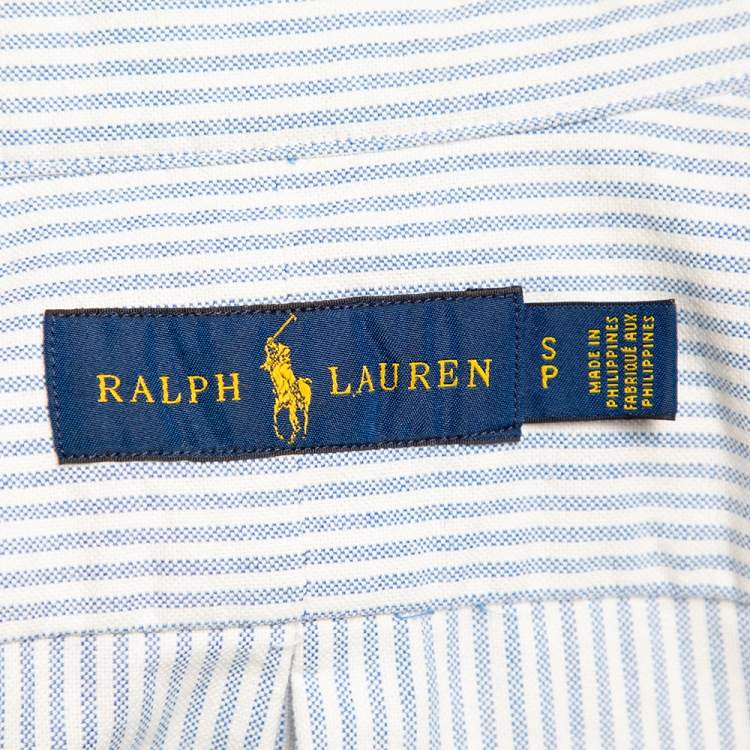 RALPH LAUREN
S
P
MADE IN
PHILIPPINES
FABRIQUÉ AUX
PHILIPPINES